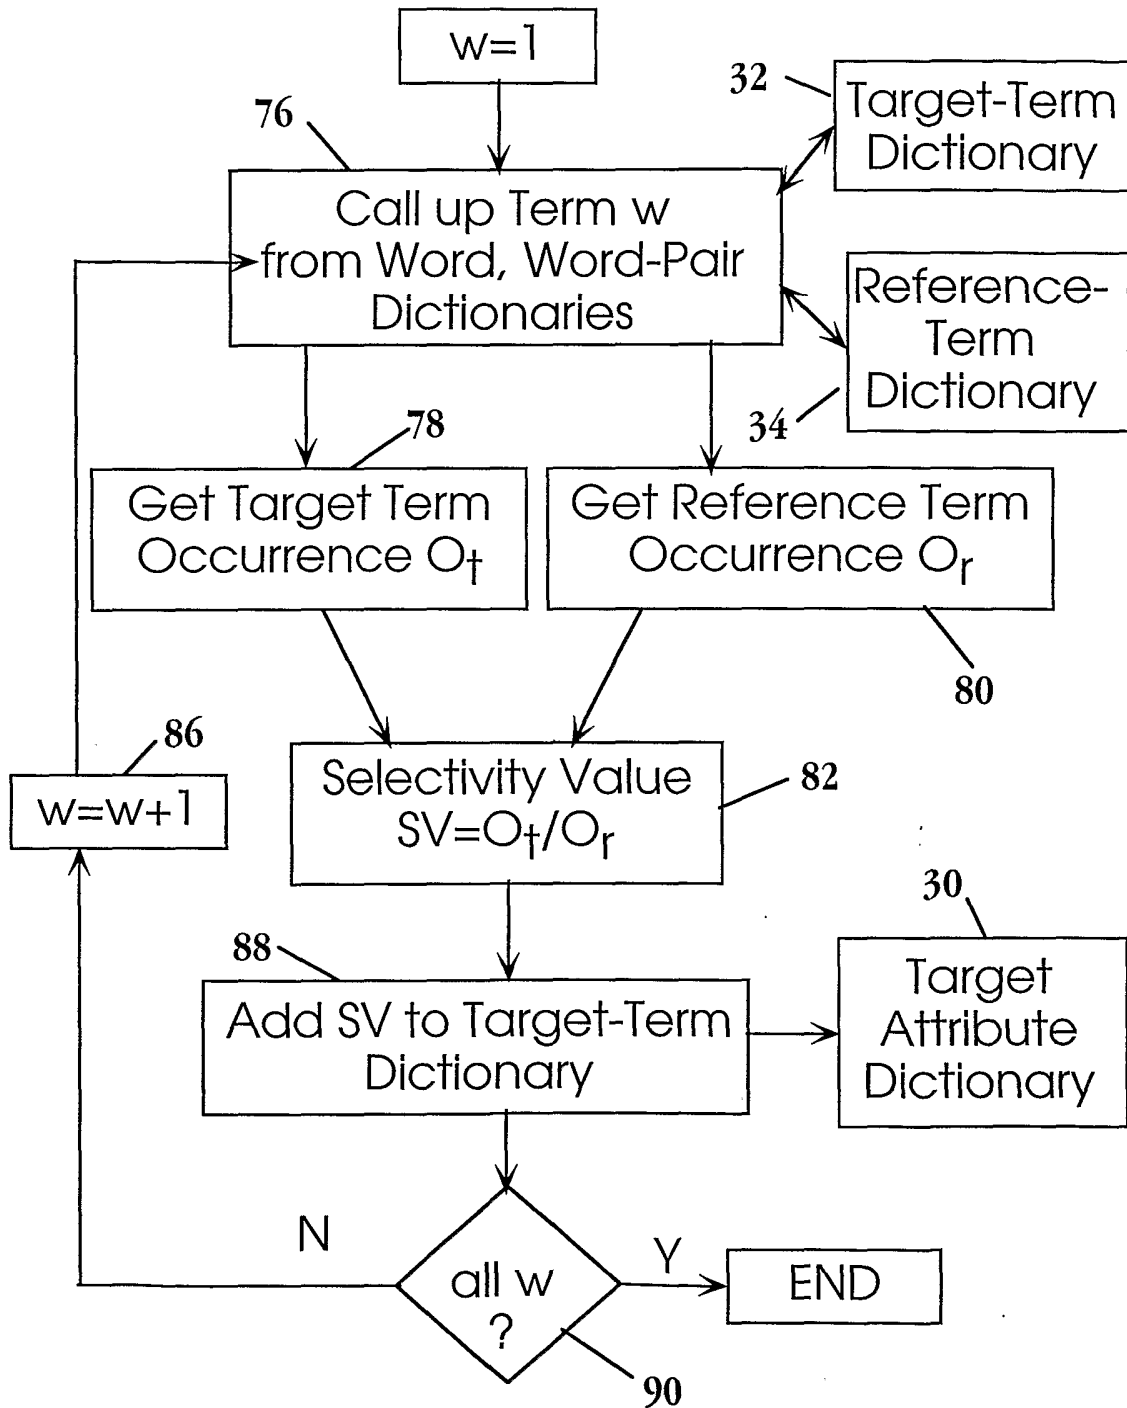 w=1
32
Target-Term
Dictionary
76
Call up Term w
from Word, Word-Pair
Dictionaries
Reference-
Term
Dictionary
34
78
Get Target Term
Occurrence Ot
Get Reference Term
Occurrence Or
80
86
w=w+1
Selectivity Value
SV=Ot/Or
82
30
88
Add SV to Target-Term
Dictionary
Target
Attribute
Dictionary
N
all w
?
Y
END
90